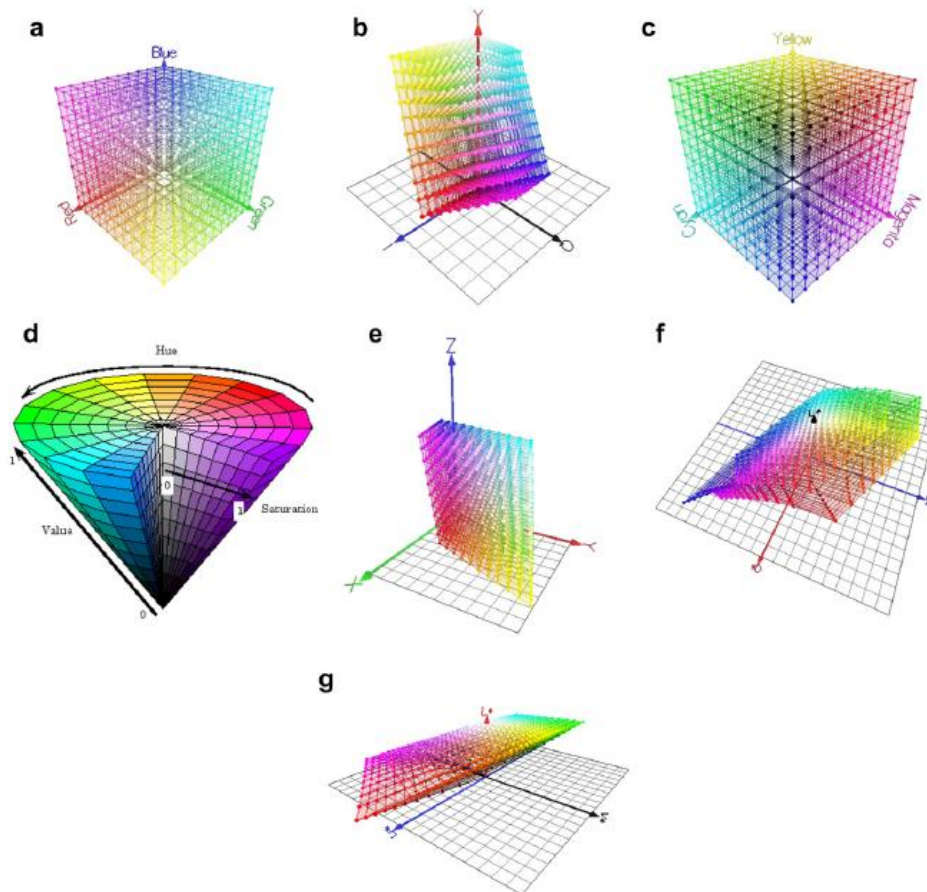 a
Blue
Red
Green
b
Y
I
Q
c
Yellow
Cyan
Magenta
d
Hue
1
0
1
Saturation
Value
0
e
Z
X
Y
f
L*
a*
g
L*
u*
v*